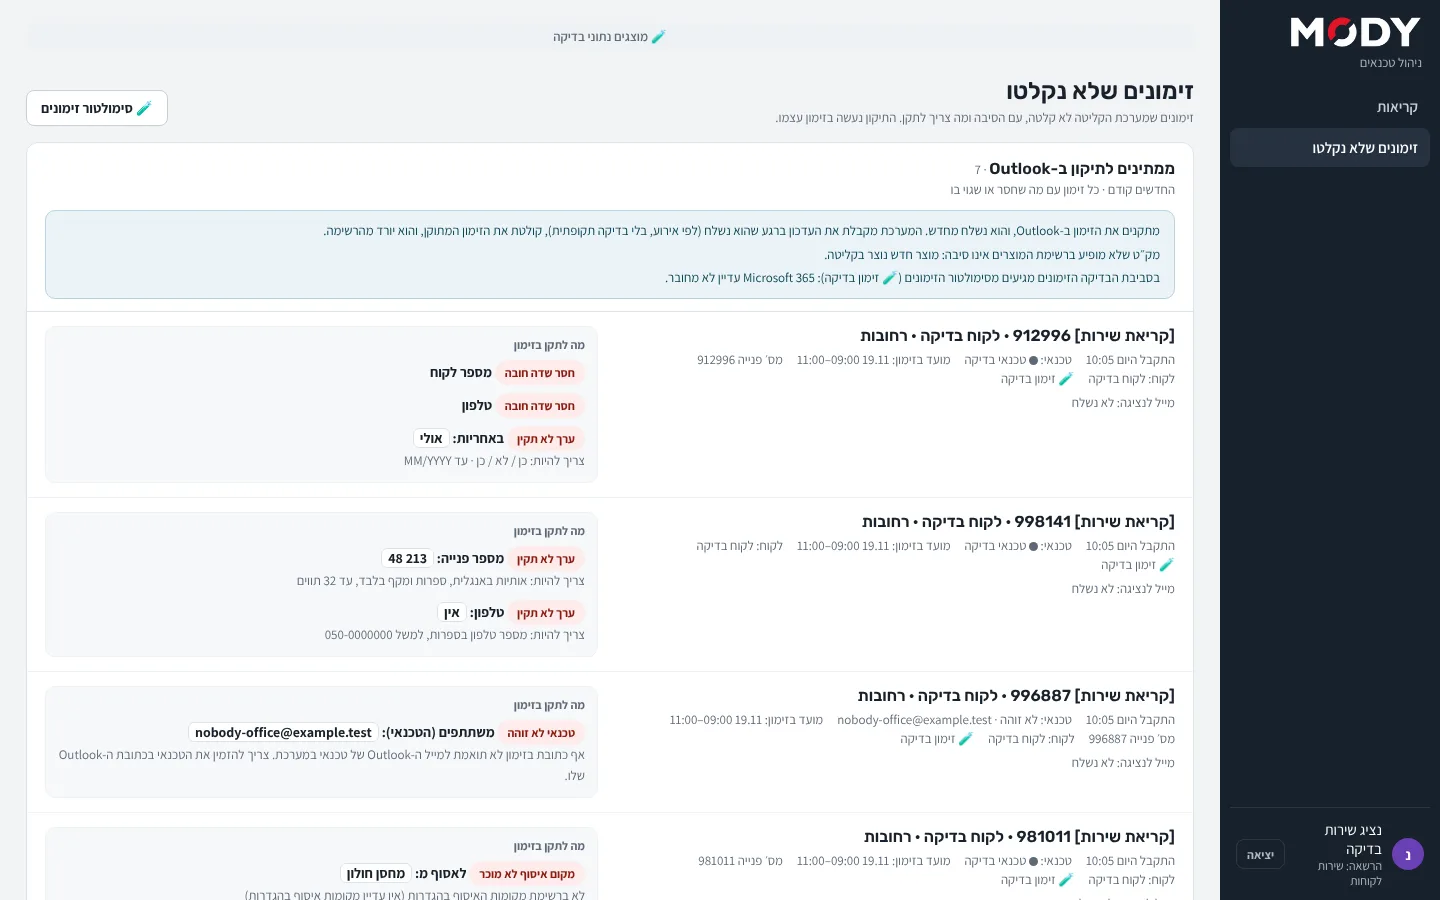 MODY
ניהול טכנאים
קריאות
זימונים שלא נקלטו
נ
נציג שירות בדיקה
הרשאה: שירות לקוחות
יציאה
🧪 מוצגים נתוני בדיקה
זימונים שלא נקלטו
זימונים שמערכת הקליטה לא קלטה, עם הסיבה ומה צריך לתקן. התיקון נעשה בזימון עצמו.
🧪 סימולטור זימונים
ממתינים לתיקון ב-Outlook · 7
החדשים קודם · כל זימון עם מה שחסר או שגוי בו
מתקנים את הזימון ב-Outlook, והוא נשלח מחדש. המערכת מקבלת את העדכון ברגע שהוא נשלח (לפי אירוע, בלי בדיקה תקופתית), קולטת את הזימון המתוקן, והוא יורד מהרשימה.
מק״ט שלא מופיע ברשימת המוצרים אינו סיבה: מוצר חדש נוצר בקליטה.
בסביבת הבדיקה הזימונים מגיעים מסימולטור הזימונים (🧪 זימון בדיקה): Microsoft 365 עדיין לא מחובר.
[קריאת שירות] 912996 • לקוח בדיקה • רחובות
התקבל היום 10:05 טכנאי: טכנאי בדיקה מועד בזימון: 19.11 09:00–11:00 מס׳ פנייה 912996
לקוח: לקוח בדיקה 🧪 זימון בדיקה
מייל לנציגה: לא נשלח
מה לתקן בזימון
חסר שדה חובה מספר לקוח
חסר שדה חובה טלפון
ערך לא תקין באחריות: אולי
צריך להיות: כן / לא / כן · עד MM/YYYY
[קריאת שירות] 998141 • לקוח בדיקה • רחובות
התקבל היום 10:05 טכנאי: טכנאי בדיקה מועד בזימון: 19.11 09:00–11:00 לקוח: לקוח בדיקה
🧪 זימון בדיקה
מייל לנציגה: לא נשלח
מה לתקן בזימון
ערך לא תקין מספר פנייה: 48 213
צריך להיות: אותיות באנגלית, ספרות ומקף בלבד, עד 32 תווים
ערך לא תקין טלפון: אין
צריך להיות: מספר טלפון בספרות, למשל 050-0000000
[קריאת שירות] 996887 • לקוח בדיקה • רחובות
התקבל היום 10:05 טכנאי: לא זוהה · nobody-office@example.test מועד בזימון: 19.11 09:00–11:00
מס׳ פנייה 996887 לקוח: לקוח בדיקה 🧪 זימון בדיקה
מייל לנציגה: לא נשלח
מה לתקן בזימון
טכנאי לא זוהה משתתפים (הטכנאי): nobody-office@example.test
אף כתובת בזימון לא תואמת למייל ה-Outlook של טכנאי במערכת. צריך להזמין את הטכנאי בכתובת ה-Outlook
שלו.
[קריאת שירות] 981011 • לקוח בדיקה • רחובות
התקבל היום 10:05 טכנאי: טכנאי בדיקה מועד בזימון: 19.11 09:00–11:00 מס׳ פנייה 981011
לקוח: לקוח בדיקה 🧪 זימון בדיקה
מה לתקן בזימון
מקום איסוף לא מוכר לאסוף מ: מחסן חולון
לא ברשימת מקומות האיסוף בהגדרות (אין עדיין מקומות איסוף בהגדרות)